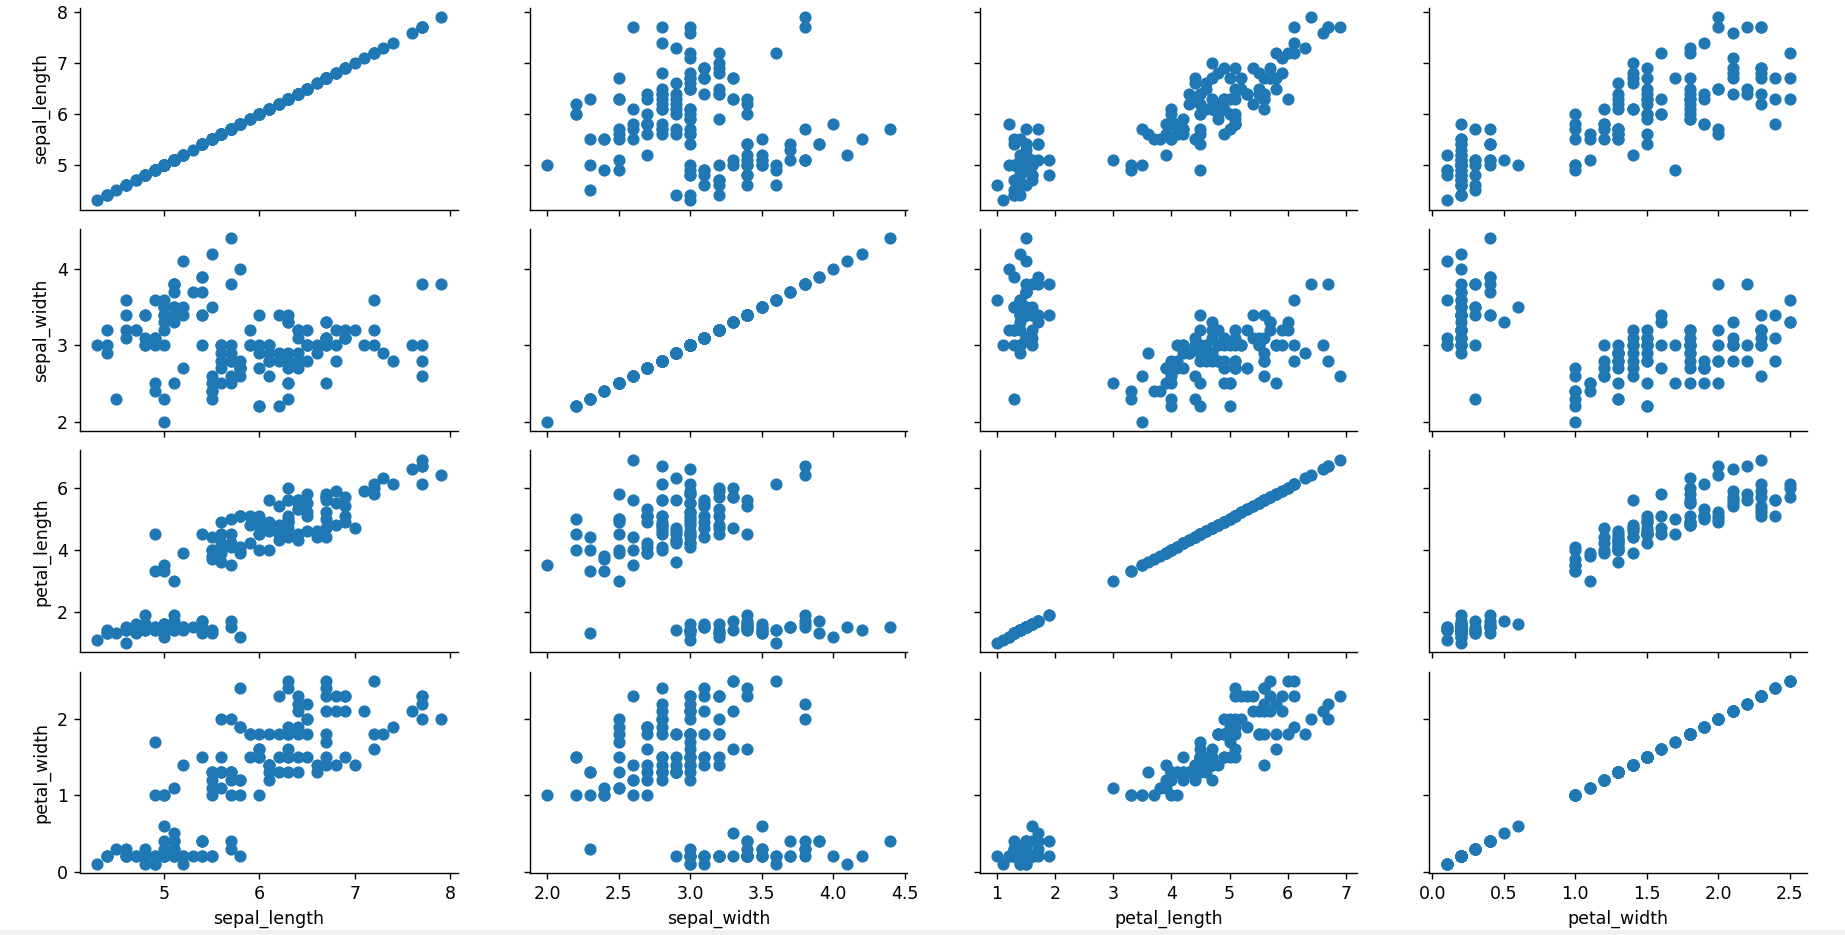 8
7
6
5
sepal_length
4
3
2
sepal_width
6
4
2
petal_length
2
1
0
petal_width
5 6 7 8
sepal_length
2.0 2.5 3.0 3.5 4.0 4.5
sepal_width
1 2 3 4 5 6 7
petal_length
0.0 0.5 1.0 1.5 2.0 2.5
petal_width